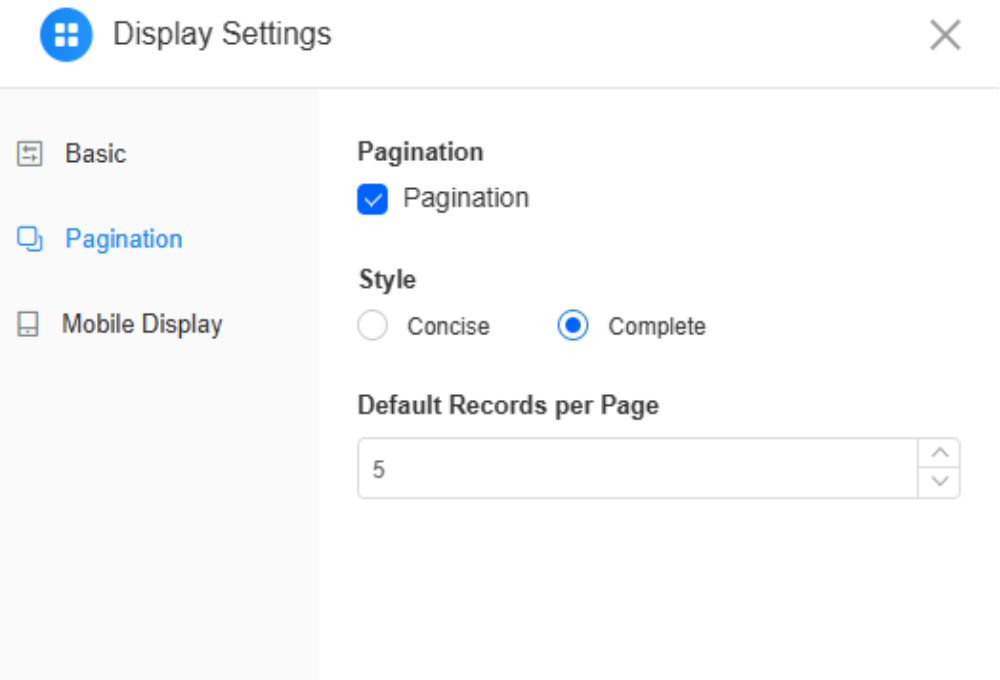 Display Settings
Basic
Pagination
Mobile Display
Pagination
Pagination
Style
Concise
Complete
Default Records per Page
5